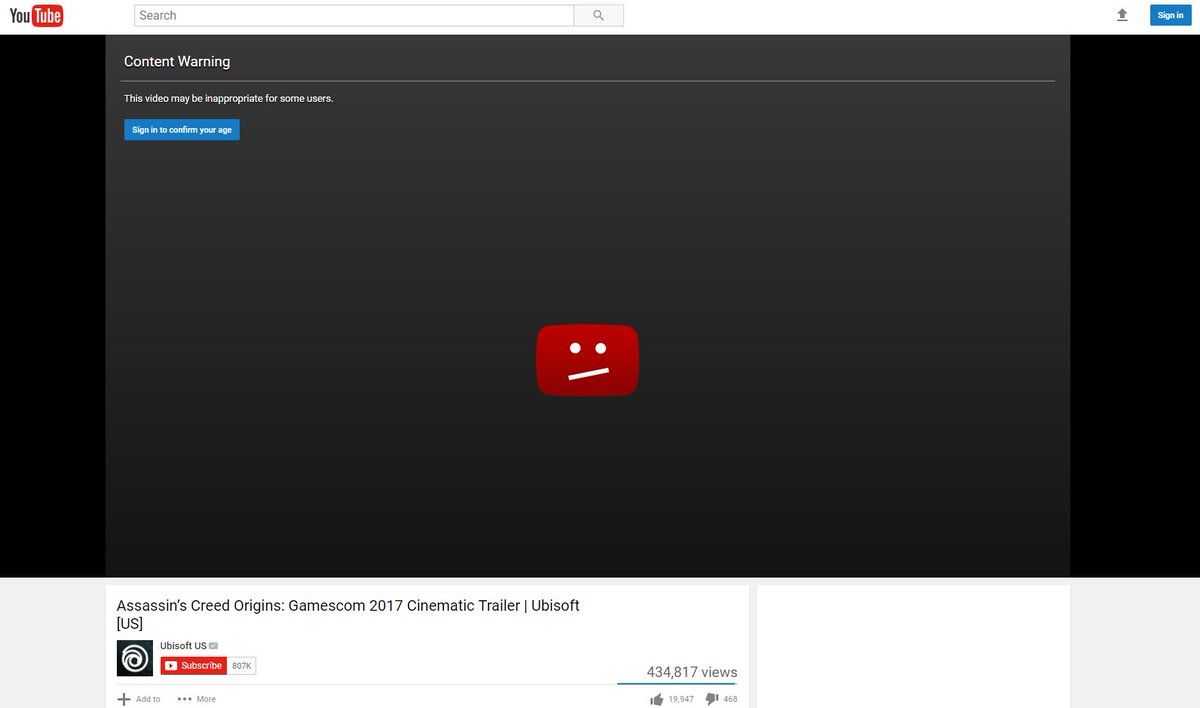 YouTube
Search
Sign in
Content Warning
This video may be inappropriate for some users.
Sign in to confirm your age
Assassin’s Creed Origins: Gamescom 2017 Cinematic Trailer | Ubisoft
[US]
Ubisoft US
Subscribe 807K
434,817 views
Add to More 19,947 468